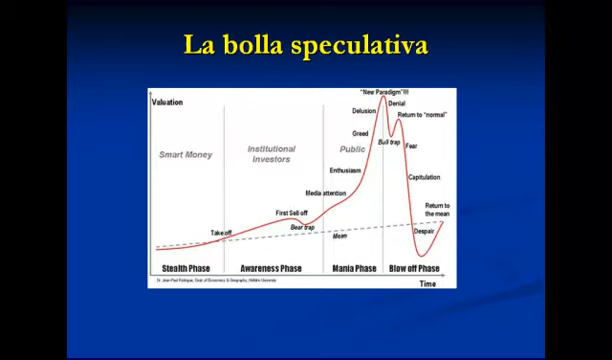 La bolla speculativa
Valuation
"New Paradigm"!!!
Denial
Delusion
Return to "normal"
Greed
Bull trap
Fear
Smart Money
Institutional
Investors
Public
Enthusiasm
Capitulation
Media attention
First Sell off
Return to
the mean
Bear trap
Take off
Mean
Despair
Stealth Phase
Awareness Phase
Mania Phase
Blow off Phase
Time
Dr. Jean-Paul Rodrigue, Dept. of Economics & Geography, Hofstra University